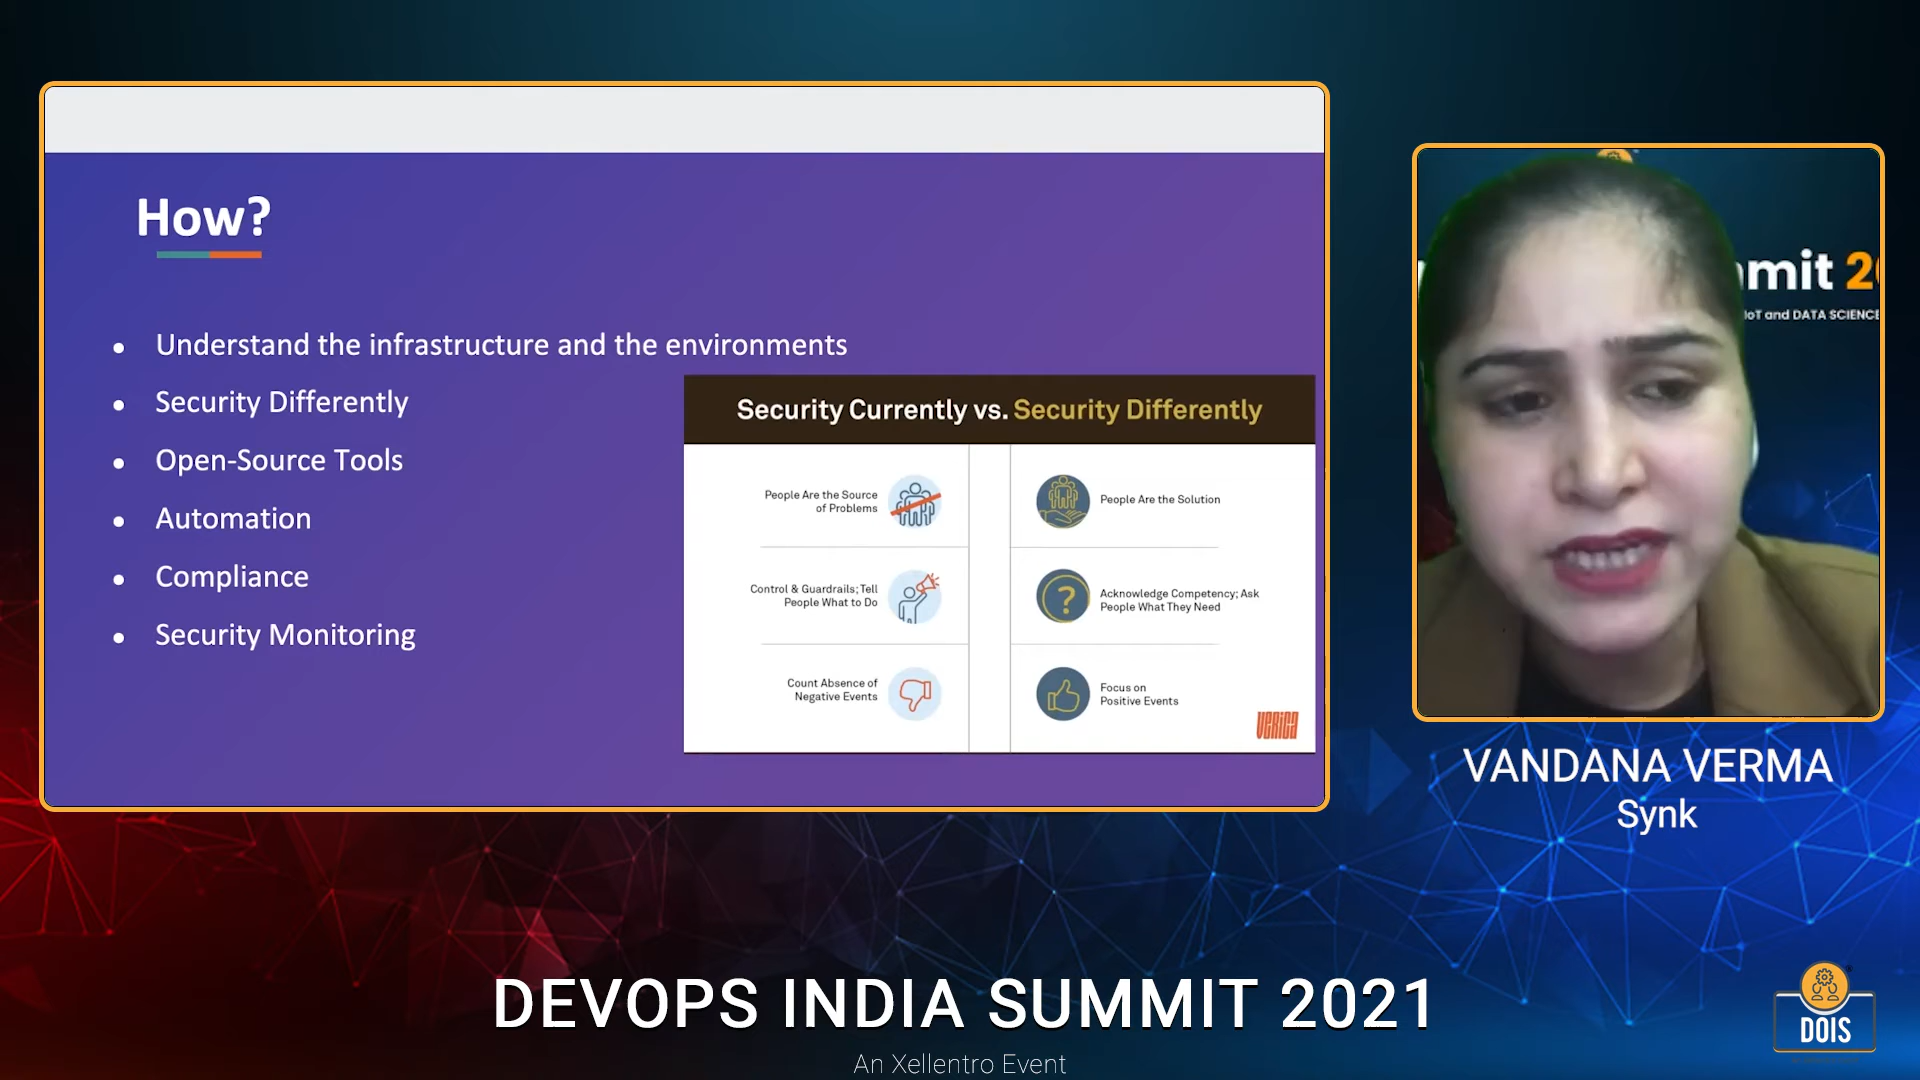 How?
Understand the infrastructure and the environments
Security Differently
Open-Source Tools
Automation
Compliance
Security Monitoring
Security Currently vs. Security Differently
People Are the Source
of Problems
People Are the Solution
Control & Guardrails; Tell
People What to Do
Acknowledge Competency; Ask
People What They Need
Count Absence of
Negative Events
Focus on
Positive Events
VERICA
mmit 20
IoT and DATA SCIENCE
VANDANA VERMA
Synk
DEVOPS INDIA SUMMIT 2021
An Xellentro Event
DOIS